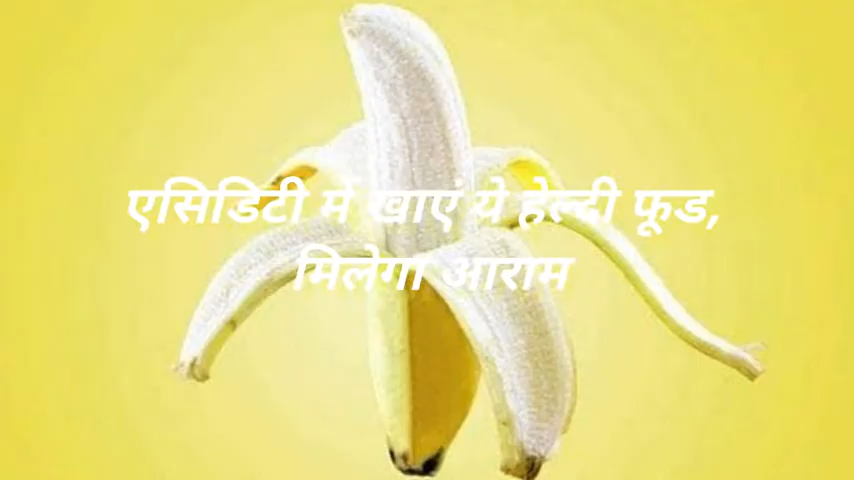 एसिडिटी में खाएं ये हेल्दी फूड,
मिलेगा आराम